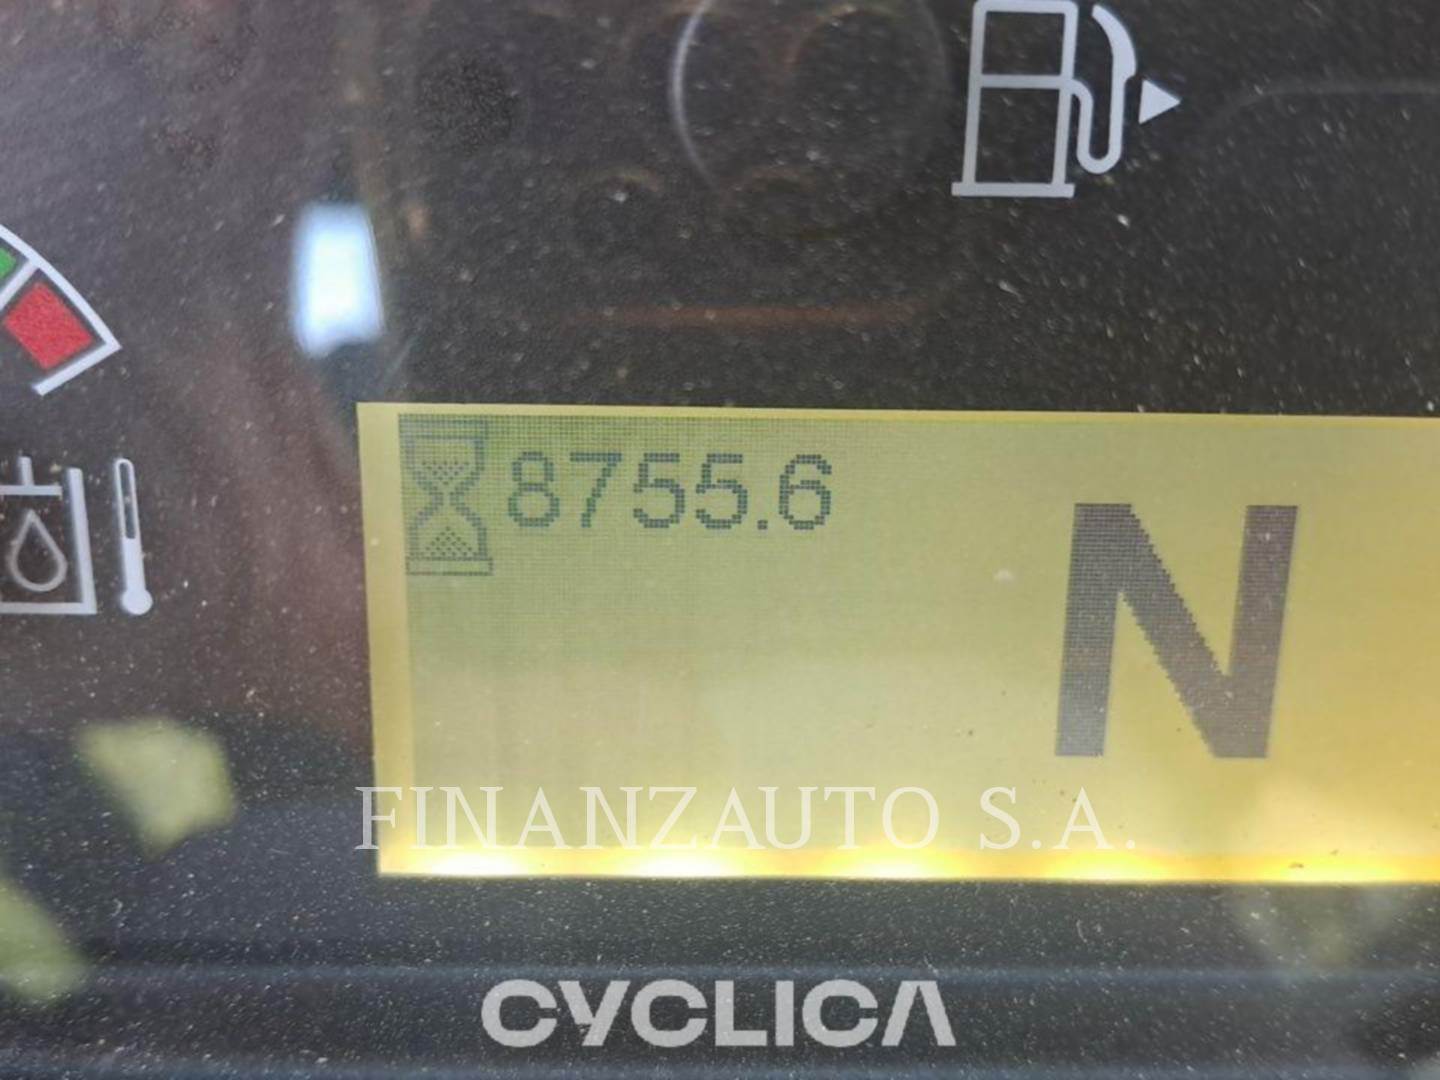 8755.6
N
FINANZAUTO S.A.
CYCLICA